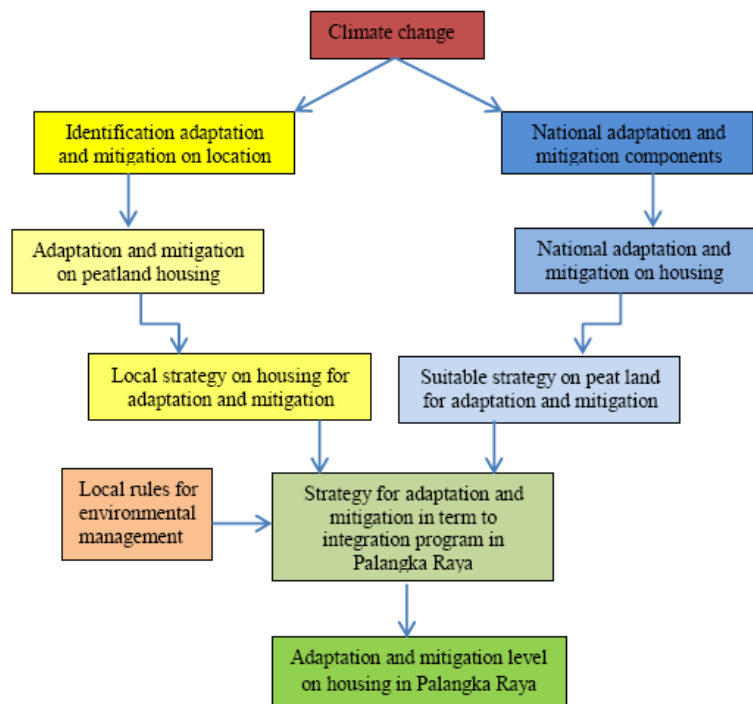 Climate change
Identification adaptation
and mitigation on location
National adaptation and
mitigation components
Adaptation and mitigation
on peatland housing
National adaptation and
mitigation on housing
Local strategy on housing for
adaptation and mitigation
Suitable strategy on peat land
for adaptation and mitigation
Local rules for
environmental
management
Strategy for adaptation and
mitigation in term to
integration program in
Palangka Raya
Adaptation and mitigation level
on housing in Palangka Raya